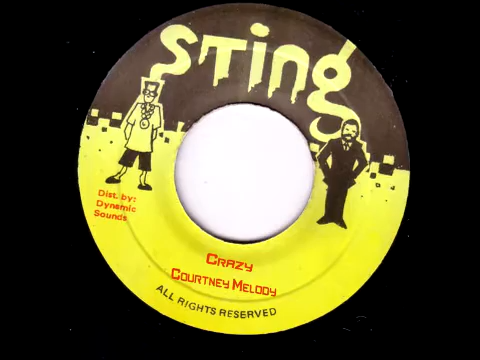 Sting
Dist. by:
Dynamic
Sounds
Crazy
Courtney Melody
ALL RIGHTS RESERVED